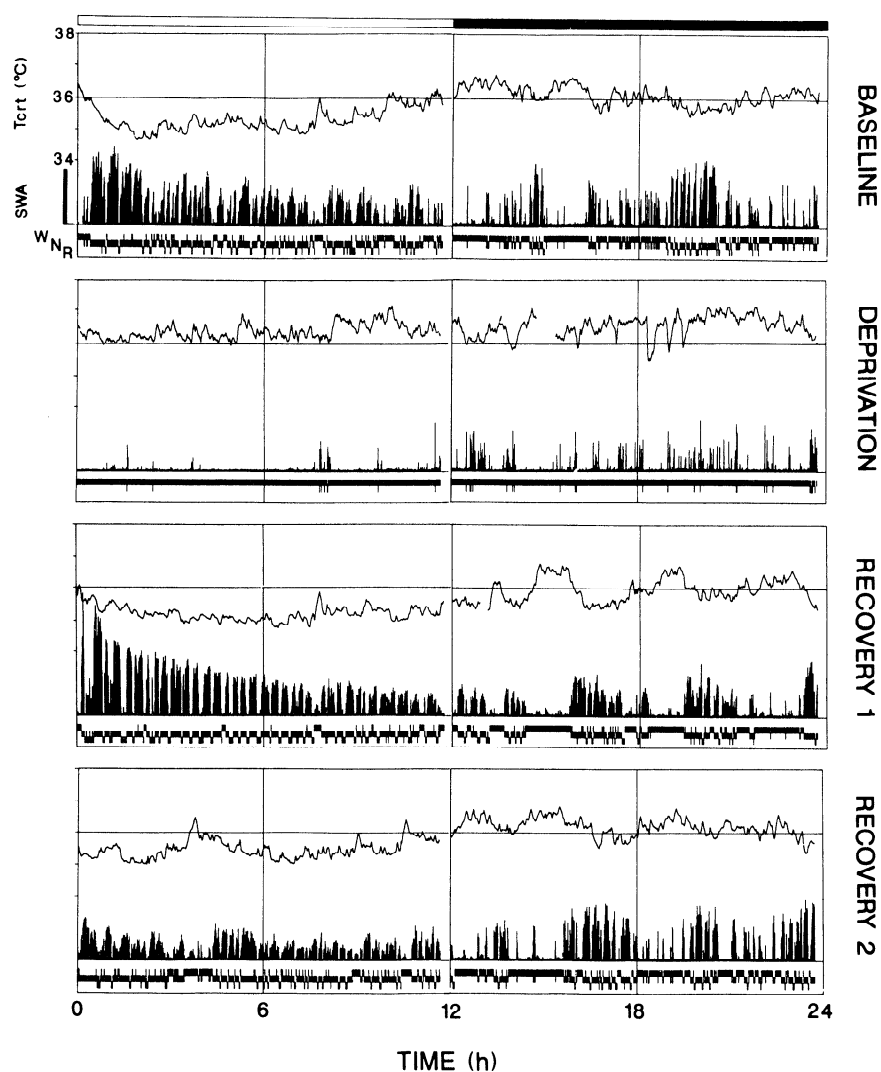 38
Tcrt (°C)
36
34
SWA
W
N
R
BASELINE
DEPRIVATION
RECOVERY 1
RECOVERY 2
0 6 12 18 24
TIME (h)